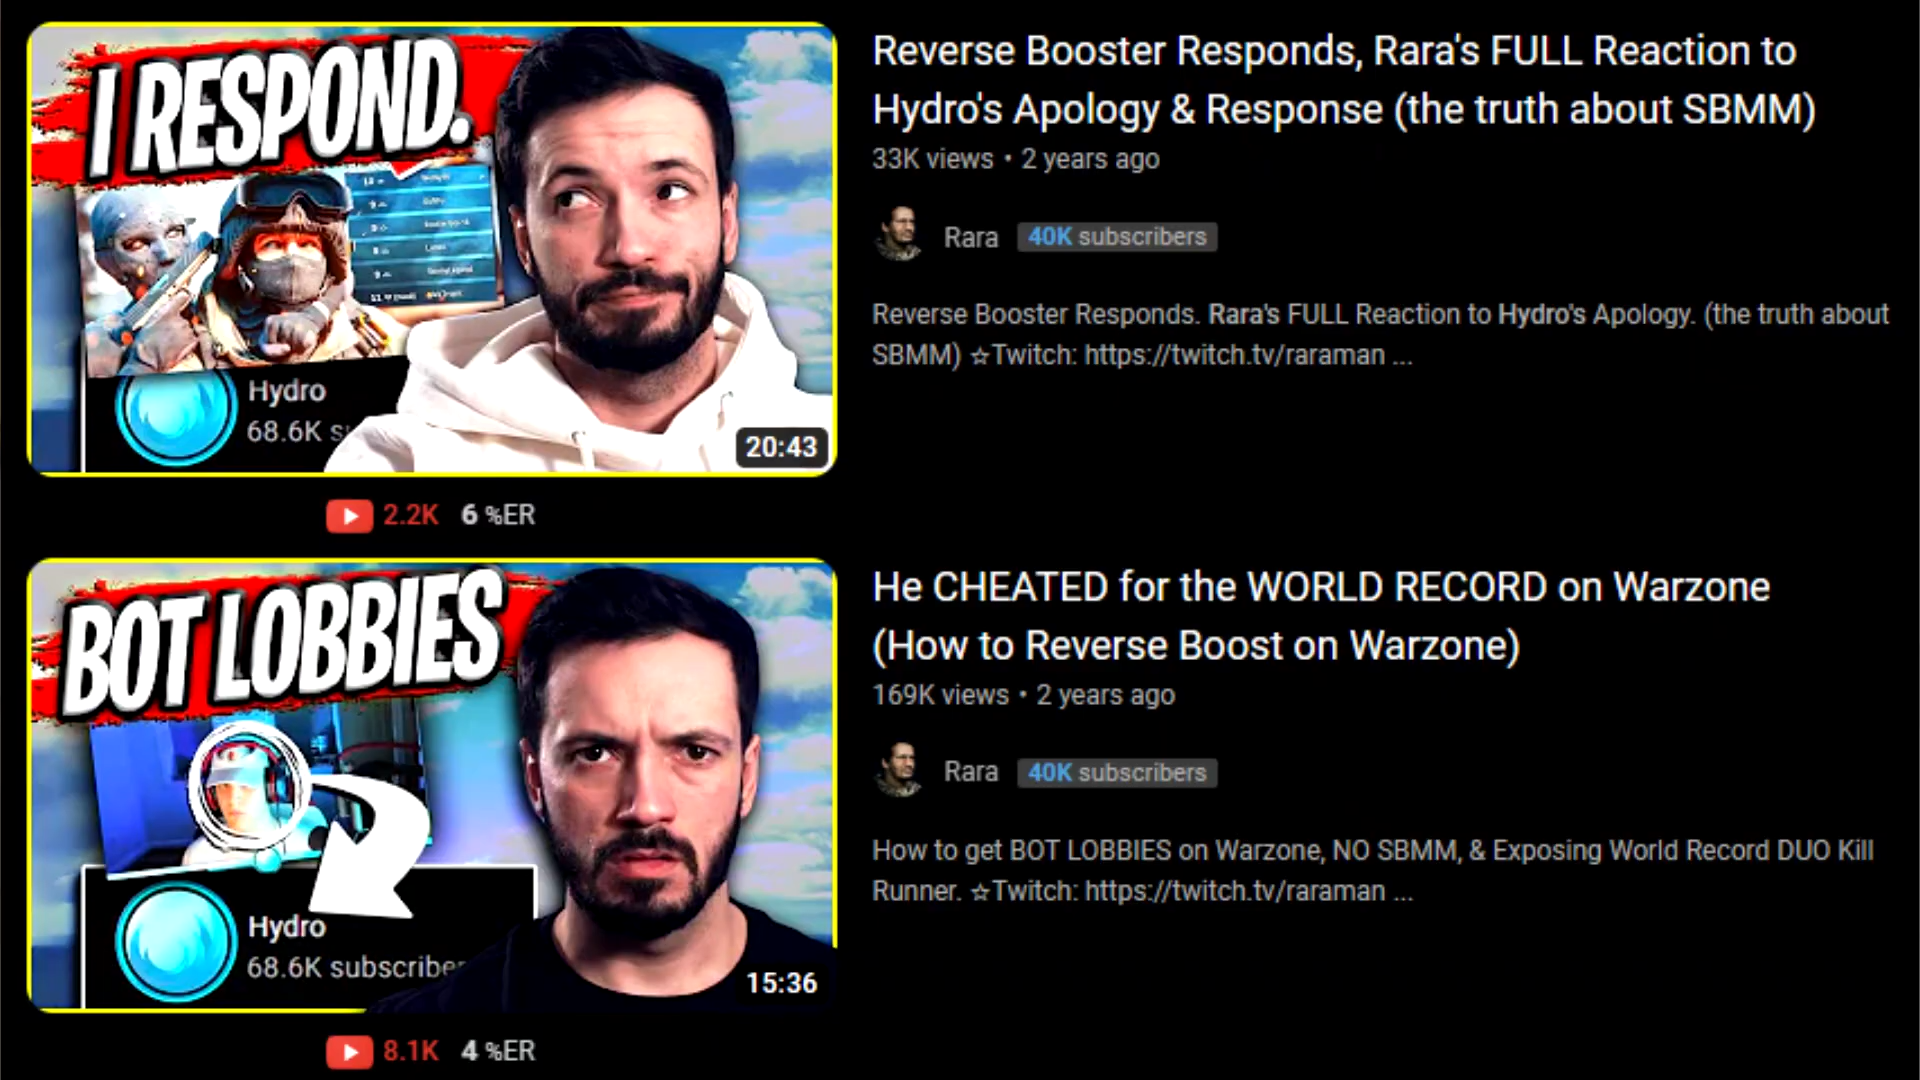 I RESPOND.
Hydro
68.6K
20:43
2.2K 6 %ER
Reverse Booster Responds, Rara's FULL Reaction to
Hydro's Apology & Response (the truth about SBMM)
33K views • 2 years ago
Rara 40K subscribers
Reverse Booster Responds. Rara's FULL Reaction to Hydro's Apology. (the truth about
SBMM) ☆Twitch: https://twitch.tv/raraman ...
BOT LOBBIES
Hydro
68.6K subscriber
15:36
8.1K 4 %ER
He CHEATED for the WORLD RECORD on Warzone
(How to Reverse Boost on Warzone)
169K views • 2 years ago
Rara 40K subscribers
How to get BOT LOBBIES on Warzone, NO SBMM, & Exposing World Record DUO Kill
Runner. ☆Twitch: https://twitch.tv/raraman ...